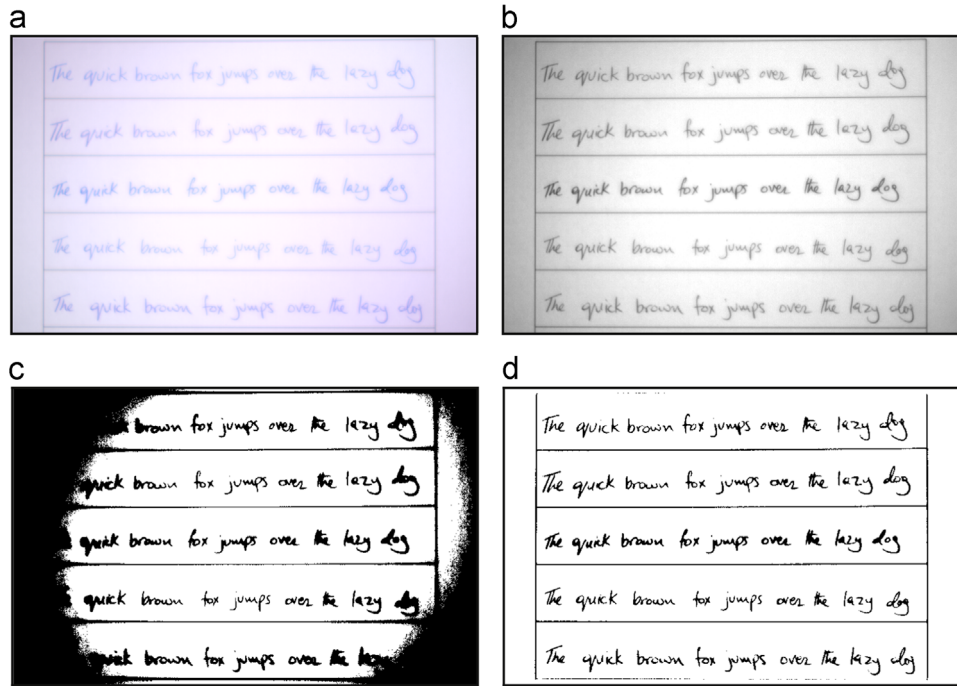 a
The quick brown fox jumps over the lazy dog
The quick brown fox jumps over the lazy dog
The quick brown fox jumps over the lazy dog
The quick brown fox jumps over the lazy dog
The quick brown fox jumps over the lazy dog
b
The quick brown fox jumps over the lazy dog
The quick brown fox jumps over the lazy dog
The quick brown fox jumps over the lazy dog
The quick brown fox jumps over the lazy dog
The quick brown fox jumps over the lazy dog
c
brown fox jumps over the lazy dog
quick brown fox jumps over the lazy dog
quick brown fox jumps over the lazy dog
quick brown fox jumps over the lazy dog
quick brown fox jumps over the lazy
d
The quick brown fox jumps over the lazy dog
The quick brown fox jumps over the lazy dog
The quick brown fox jumps over the lazy dog
The quick brown fox jumps over the lazy dog
The quick brown fox jumps over the lazy dog